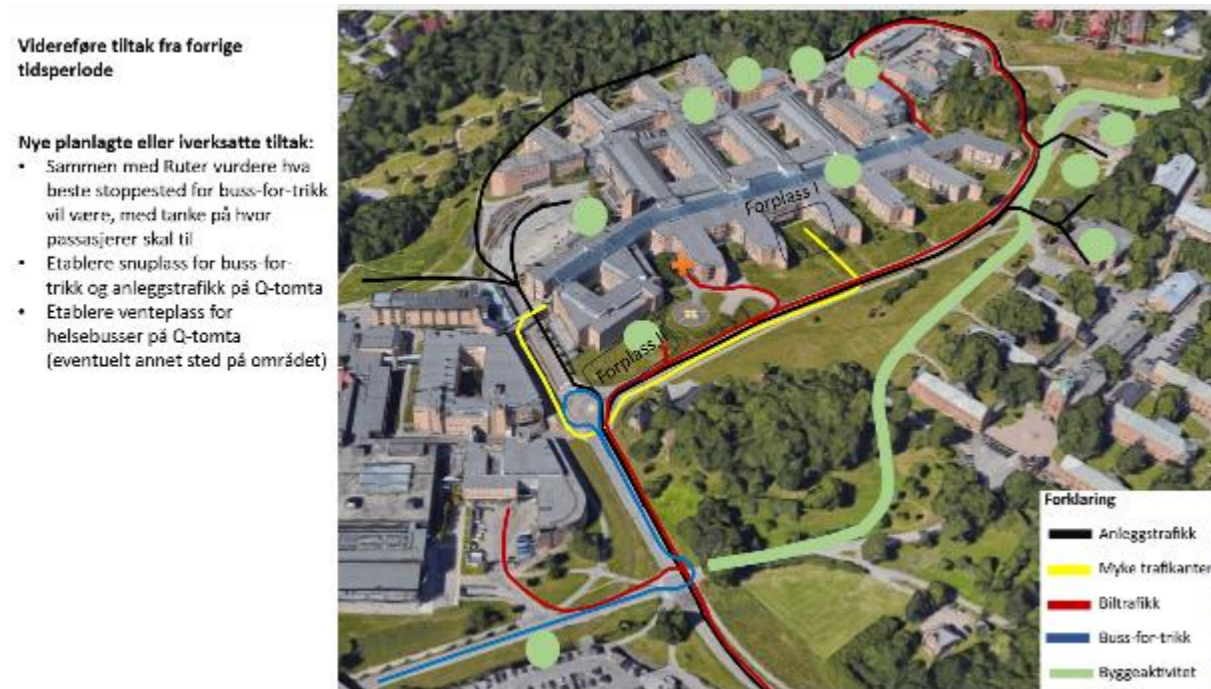 Videreføre tiltak fra forrige
tidsperiode
Nye planlagte eller iverksatte tiltak:
• Sammen med Ruter vurdere hva
beste stoppested for buss-for-trikk
vil være, med tanke på hvor
passasjerer skal til
• Etablere snuplass for buss-for-
trikk og anleggstrafikk på Q-tomta
• Etablere venteplass for
helsebusser på Q-tomta
(eventuelt annet sted på området)
Forplass I
Forplass II
Forklaring
Anleggstrafikk
Myke trafikanter
Biltrafikk
Buss-for-trikk
Byggeaktivitet